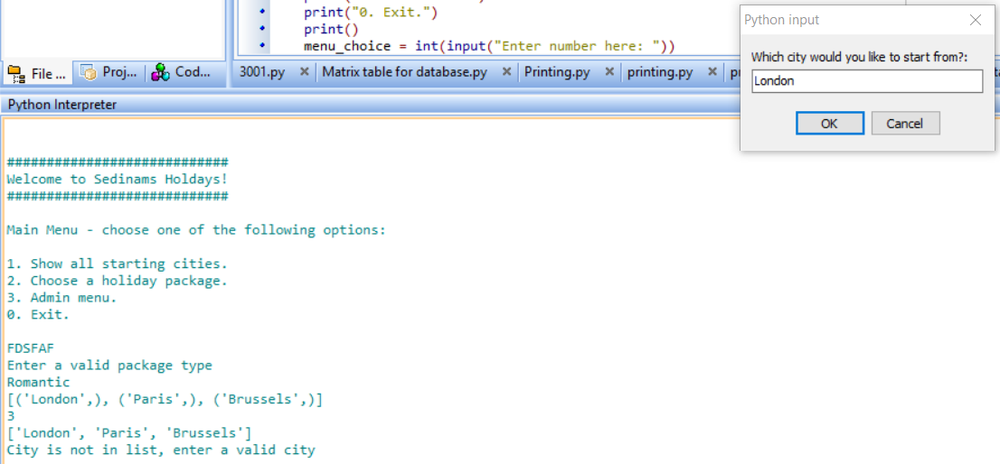 print("0. Exit.")
print()
menu_choice = int(input("Enter number here: "))
Python input
Which city would you like to start from?:
London
OK Cancel
File ... Proj... Cod...
3001.py Matrix table for database.py Printing.py printing.py
Python Interpreter
############################
Welcome to Sedinams Holdays!
############################
Main Menu - choose one of the following options:
1. Show all starting cities.
2. Choose a holiday package.
3. Admin menu.
0. Exit.
FDSFAF
Enter a valid package type
Romantic
[('London',), ('Paris',), ('Brussels',)]
3
['London', 'Paris', 'Brussels']
City is not in list, enter a valid city